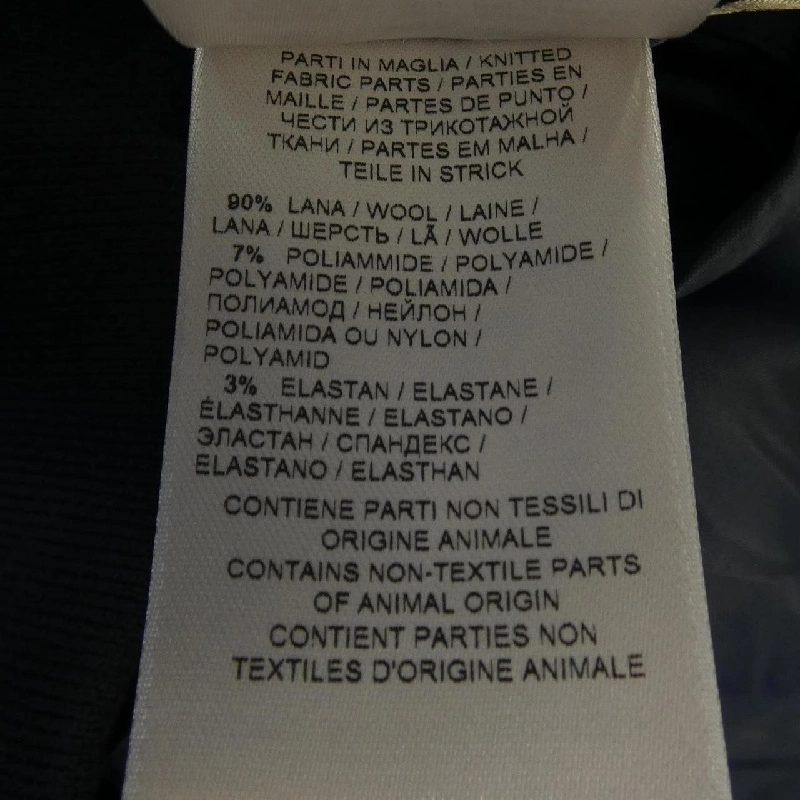 PARTI IN MAGLIA / KNITTED
FABRIC PARTS / PARTIES EN
MAILLE / PARTES DE PUNTO /
ЧЕСТИ ИЗ ТРИКОТАЖНОЙ
ТКАНИ / PARTES EM MALHA /
TEILE IN STRICK
90% LANA / WOOL / LAINE /
LANA / ШЕРСТЬ / LÃ / WOLLE
7% POLIAMMIDE / POLYAMIDE /
POLYAMIDE / POLIAMIDA /
ПОЛИАМОД / НЕЙЛОН /
POLIAMIDA OU NYLON /
POLYAMID
3% ELASTAN / ELASTANE /
ÉLASTHANNE / ELASTANO /
ЭЛАСТАН / СПАНДЕКС /
ELASTANO / ELASTHAN
CONTIENE PARTI NON TESSILI DI
ORIGINE ANIMALE
CONTAINS NON-TEXTILE PARTS
OF ANIMAL ORIGIN
CONTIENT PARTIES NON
TEXTILES D'ORIGINE ANIMALE